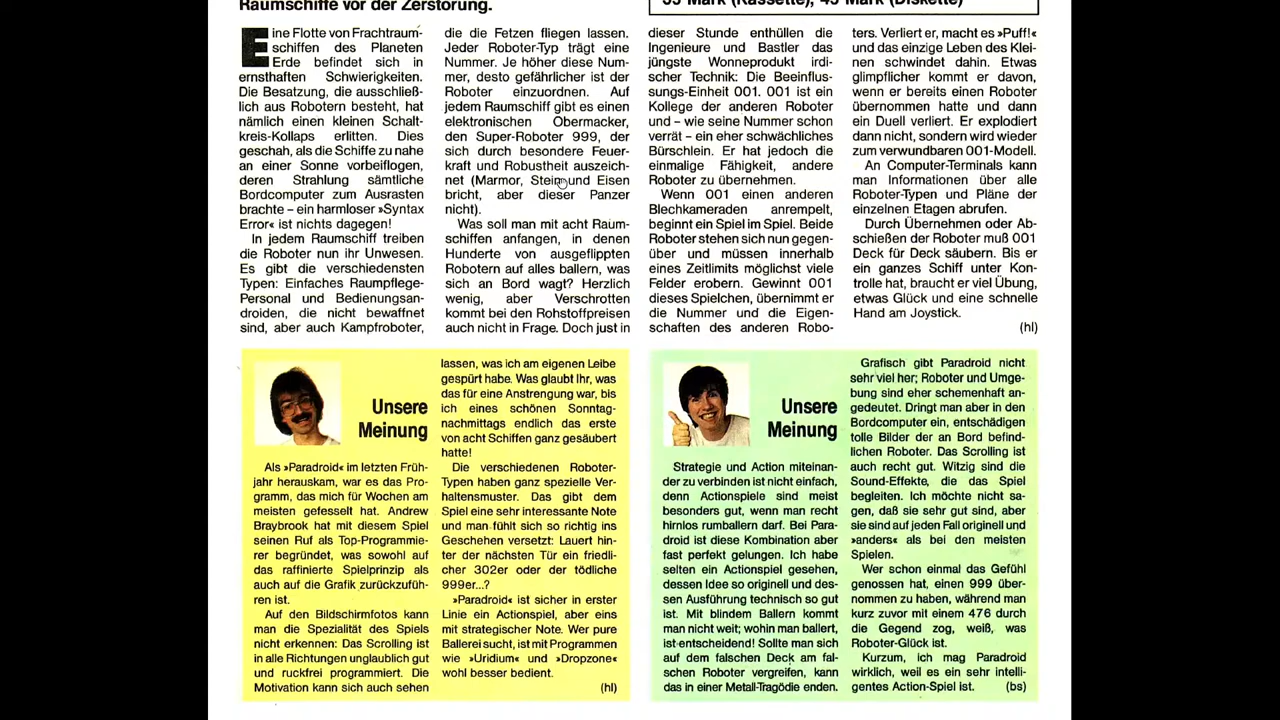 Raumschiffe vor der Zerstörung.
35 Mark (Kassette), 49 Mark (Diskette)
Eine Flotte von Frachtraum-
schiffen des Planeten
Erde befindet sich in
ernsthaften Schwierigkeiten.
Die Besatzung, die ausschließ-
lich aus Robotern besteht, hat
nämlich einen kleinen Schalt-
kreis-Kollaps erlitten. Dies
geschah, als die Schiffe zu nahe
an einer Sonne vorbeiflogen,
deren Strahlung sämtliche
Bordcomputer zum Ausrasten
brachte – ein harmloser »Syntax
Error« ist nichts dagegen!
In jedem Raumschiff treiben
die Roboter nun ihr Unwesen.
Es gibt die verschiedensten
Typen: Einfaches Raumpflege-
Personal und Bedienungsan-
droiden, die nicht bewaffnet
sind, aber auch Kampfroboter,
die die Fetzen fliegen lassen.
Jeder Roboter-Typ trägt eine
Nummer. Je höher diese Num-
mer, desto gefährlicher ist der
Roboter einzuordnen. Auf
jedem Raumschiff gibt es einen
elektronischen Obermacker,
den Super-Roboter 999, der
sich durch besondere Feuer-
kraft und Robustheit auszeich-
net (Marmor, Stein und Eisen
bricht, aber dieser Panzer
nicht).
Was soll man mit acht Raum-
schiffen anfangen, in denen
Hunderte von ausgeflippten
Robotern auf alles ballern, was
sich an Bord wagt? Herzlich
wenig, aber Verschrotten
kommt bei den Rohstoffpreisen
auch nicht in Frage. Doch just in
dieser Stunde enthüllen die
Ingenieure und Bastler das
jüngste Wonneprodukt irdi-
scher Technik: Die Beeinflus-
sungs-Einheit 001. 001 ist ein
Kollege der anderen Roboter
und – wie seine Nummer schon
verrät – ein eher schwächliches
Bürschlein. Er hat jedoch die
einmalige Fähigkeit, andere
Roboter zu übernehmen.
Wenn 001 einen anderen
Blechkameraden anrempelt,
beginnt ein Spiel im Spiel. Beide
Roboter stehen sich nun gegen-
über und müssen innerhalb
eines Zeitlimits möglichst viele
Felder erobern. Gewinnt 001
dieses Spielchen, übernimmt er
die Nummer und die Eigen-
schaften des anderen Robo-
ters. Verliert er, macht es »Puff!«
und das einzige Leben des Klei-
nen schwindet dahin. Etwas
glimpflicher kommt er davon,
wenn er bereits einen Roboter
übernommen hatte und dann
ein Duell verliert. Er explodiert
dann nicht, sondern wird wieder
zum verwundbaren 001-Modell.
An Computer-Terminals kann
man Informationen über alle
Roboter-Typen und Pläne der
einzelnen Etagen abrufen.
Durch Übernehmen oder Ab-
schießen der Roboter muß 001
Deck für Deck säubern. Bis er
ein ganzes Schiff unter Kon-
trolle hat, braucht er viel Übung,
etwas Glück und eine schnelle
Hand am Joystick.
(hl)
Unsere
Meinung
Als »Paradroid« im letzten Früh-
jahr herauskam, war es das Pro-
gramm, das mich für Wochen am
meisten gefesselt hat. Andrew
Braybrook hat mit diesem Spiel
seinen Ruf als Top-Programmie-
rer begründet, was sowohl auf
das raffinierte Spielprinzip als
auch auf die Grafik zurückzufüh-
ren ist.
Auf den Bildschirmfotos kann
man die Spezialität des Spiels
nicht erkennen: Das Scrolling ist
in alle Richtungen unglaublich gut
und ruckfrei programmiert. Die
Motivation kann sich auch sehen
lassen, was ich am eigenen Leibe
gespürt habe. Was glaubt Ihr, was
das für eine Anstrengung war, bis
ich eines schönen Sonntag-
nachmittags endlich das erste
von acht Schiffen ganz gesäubert
hatte!
Die verschiedenen Roboter-
Typen haben ganz spezielle Ver-
haltensmuster. Das gibt dem
Spiel eine sehr interessante Note
und man fühlt sich so richtig ins
Geschehen versetzt: Lauert hin-
ter der nächsten Tür ein friedli-
cher 302er oder der tödliche
999er...?
»Paradroid« ist sicher in erster
Linie ein Actionspiel, aber eins
mit strategischer Note. Wer pure
Ballerei sucht, ist mit Programmen
wie »Uridium« und »Dropzone«
wohl besser bedient.
(hl)
Unsere
Meinung
Strategie und Action miteinan-
der zu verbinden ist nicht einfach,
denn Actionspiele sind meist
besonders gut, wenn man recht
hirnlos rumballern darf. Bei Para-
droid ist diese Kombination aber
fast perfekt gelungen. Ich habe
selten ein Actionspiel gesehen,
dessen Idee so originell und des-
sen Ausführung technisch so gut
ist. Mit blindem Ballern kommt
man nicht weit; wohin man ballert,
ist entscheidend! Sollte man sich
auf dem falschen Deck am fal-
schen Roboter vergreifen, kann
das in einer Metall-Tragödie enden.
Grafisch gibt Paradroid nicht
sehr viel her; Roboter und Umge-
bung sind eher schemenhaft an-
gedeutet. Dringt man aber in den
Bordcomputer ein, entschädigen
tolle Bilder der an Bord befind-
lichen Roboter. Das Scrolling ist
auch recht gut. Witzig sind die
Sound-Effekte, die das Spiel
begleiten. Ich möchte nicht sa-
gen, daß sie sehr gut sind, aber
sie sind auf jeden Fall originell und
»anders« als bei den meisten
Spielen.
Wer schon einmal das Gefühl
genossen hat, einen 999 über-
nommen zu haben, während man
kurz zuvor mit einem 476 durch
die Gegend zog, weiß, was
Roboter-Glück ist.
Kurzum, ich mag Paradroid
wirklich, weil es ein sehr intelli-
gentes Action-Spiel ist. (bs)